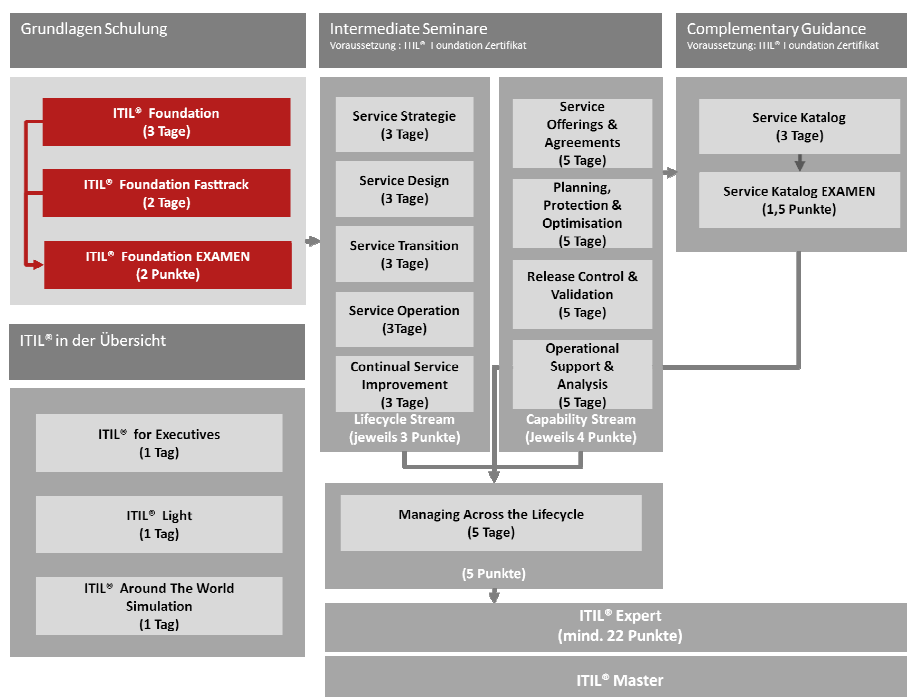 Grundlagen Schulung
ITIL® Foundation
(3 Tage)
ITIL® Foundation Fasttrack
(2 Tage)
ITIL® Foundation EXAMEN
(2 Punkte)
ITIL® in der Übersicht
ITIL® for Executives
(1 Tag)
ITIL® Light
(1 Tag)
ITIL® Around The World
Simulation
(1 Tag)
Intermediate Seminare
Voraussetzung : ITIL® Foundation Zertifikat
Service Strategie
(3 Tage)
Service Design
(3 Tage)
Service Transition
(3 Tage)
Service Operation
(3Tage)
Continual Service
Improvement
(3 Tage)
Lifecycle Stream
(jeweils 3 Punkte)
Service
Offerings &
Agreements
(5 Tage)
Planning,
Protection &
Optimisation
(5 Tage)
Release Control &
Validation
(5 Tage)
Operational
Support &
Analysis
(5 Tage)
Capability Stream
(Jeweils 4 Punkte)
Complementary Guidance
Voraussetzung: ITIL® Foundation Zertifikat
Service Katalog
(3 Tage)
Service Katalog EXAMEN
(1,5 Punkte)
Managing Across the Lifecycle
(5 Tage)
(5 Punkte)
ITIL® Expert
(mind. 22 Punkte)
ITIL® Master